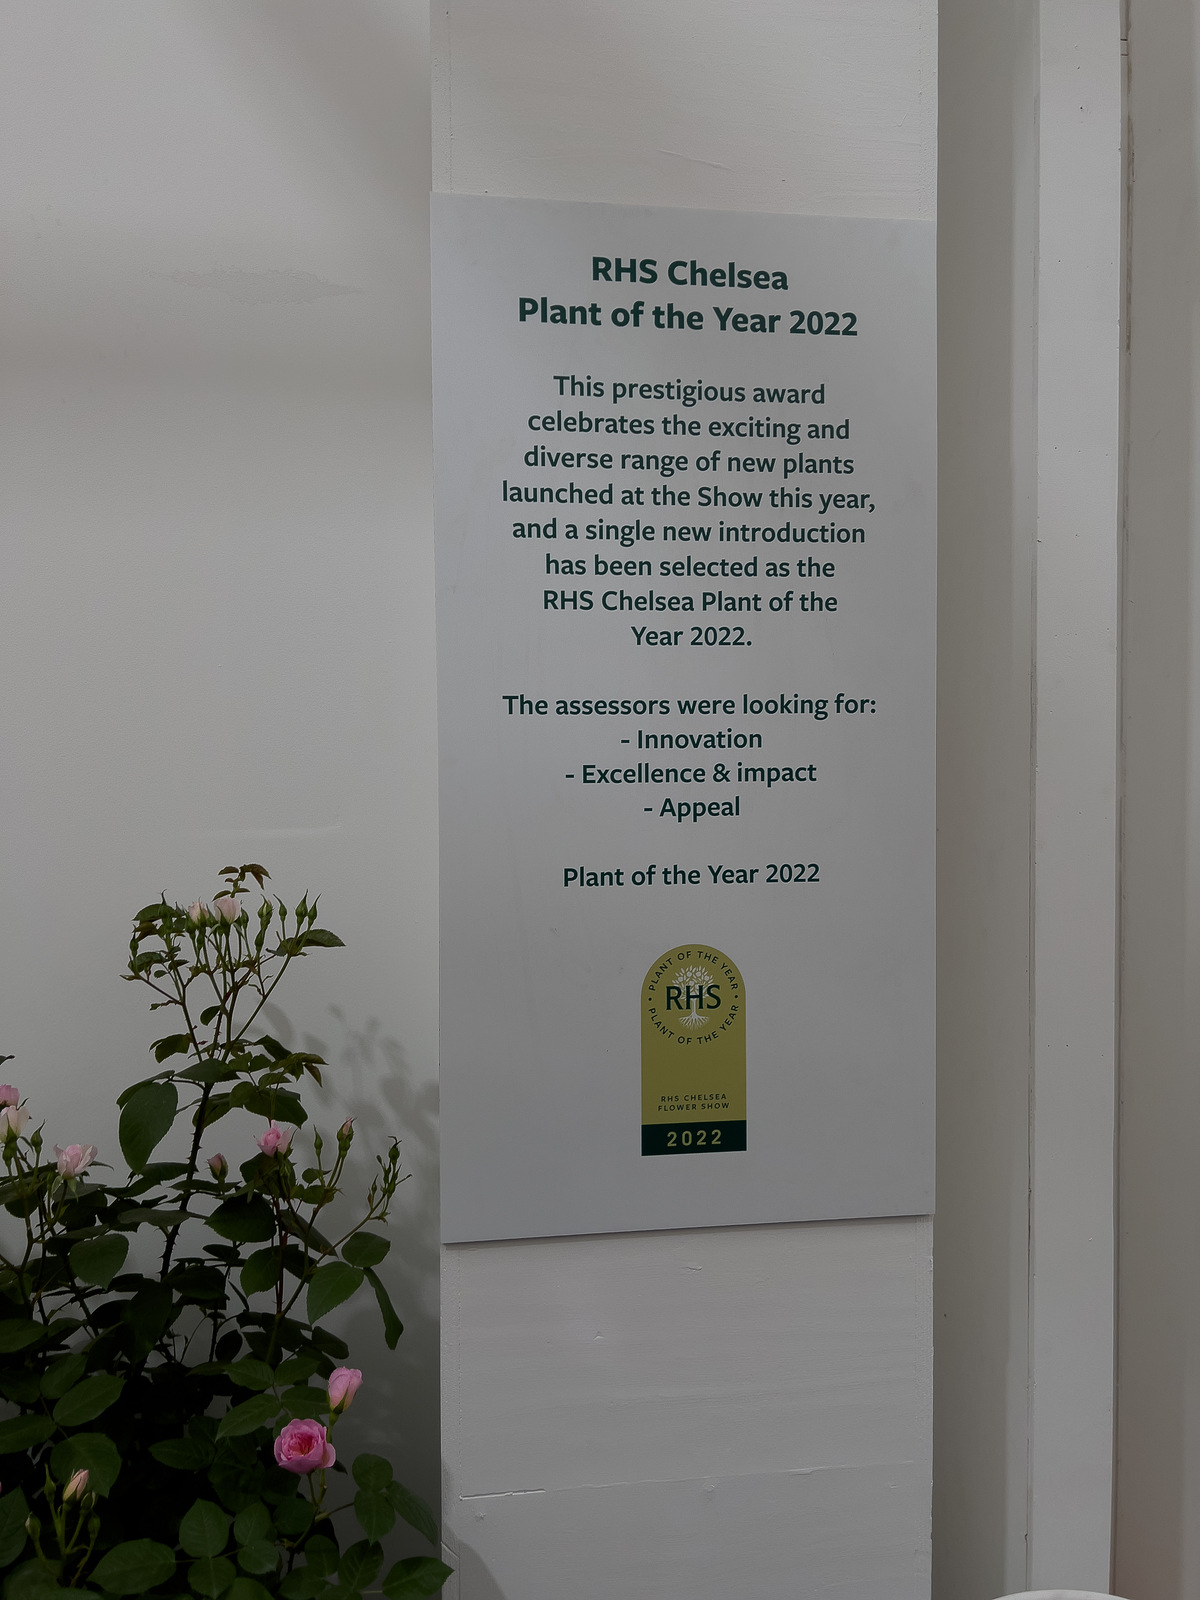 RHS Chelsea
Plant of the Year 2022
This prestigious award
celebrates the exciting and
diverse range of new plants
launched at the Show this year,
and a single new introduction
has been selected as the
RHS Chelsea Plant of the
Year 2022.
The assessors were looking for:
- Innovation
- Excellence & impact
- Appeal
Plant of the Year 2022
• PLANT OF THE YEAR •
RHS
PLANT OF THE YEAR
RHS CHELSEA
FLOWER SHOW
2022